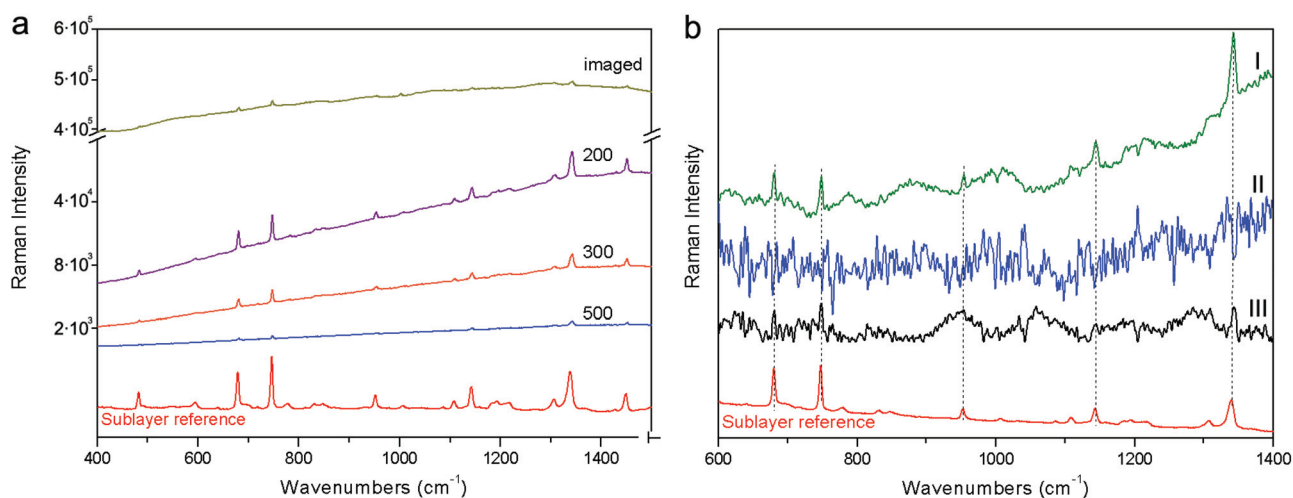 a
6·10⁵
5·10⁵
4·10⁵
4·10⁴
8·10³
2·10³
Raman Intensity
imaged
200
300
500
Sublayer reference
400 600 800 1000 1200 1400
Wavenumbers (cm⁻¹)
b
Raman Intensity
I
II
III
Sublayer reference
600 800 1000 1200 1400
Wavenumbers (cm⁻¹)